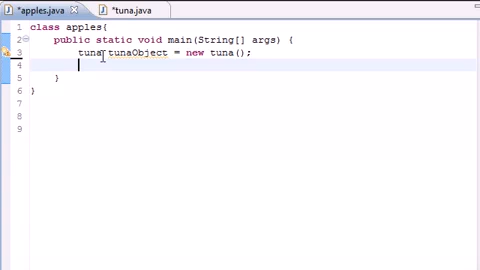 *apples.java
*tuna.java
1 class apples{
2 public static void main(String[] args) {
3 tuna tunaObject = new tuna();
4
5 }
6 }
7
8
9